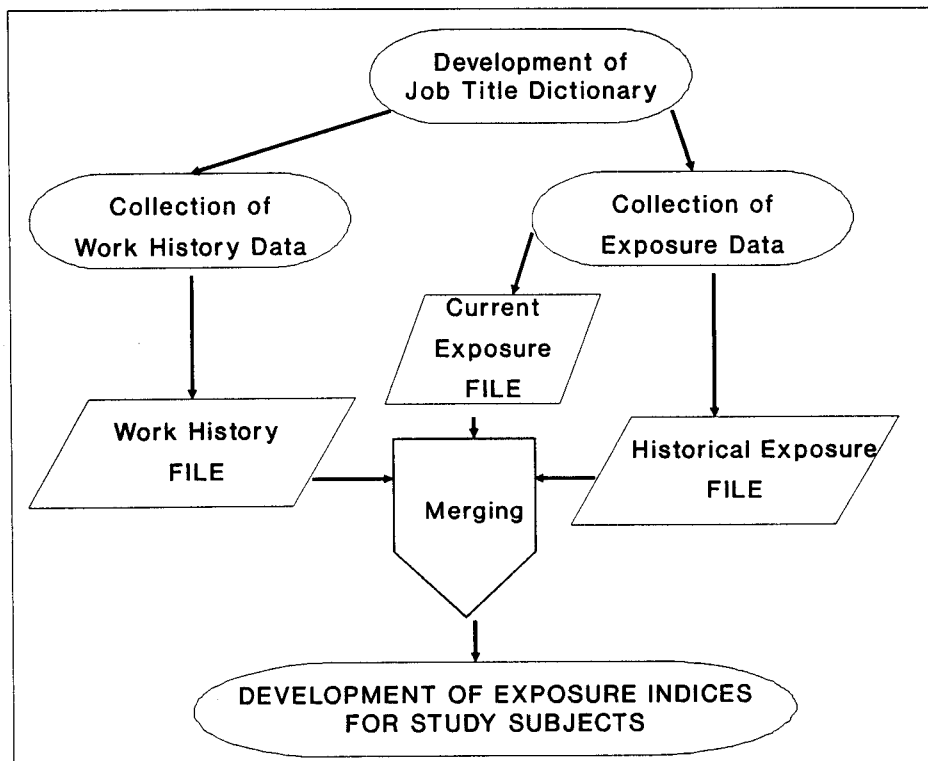 Development of
Job Title Dictionary
Collection of
Work History Data
Collection of
Exposure Data
Current
Exposure
FILE
Work History
FILE
Historical Exposure
FILE
Merging
DEVELOPMENT OF EXPOSURE INDICES
FOR STUDY SUBJECTS